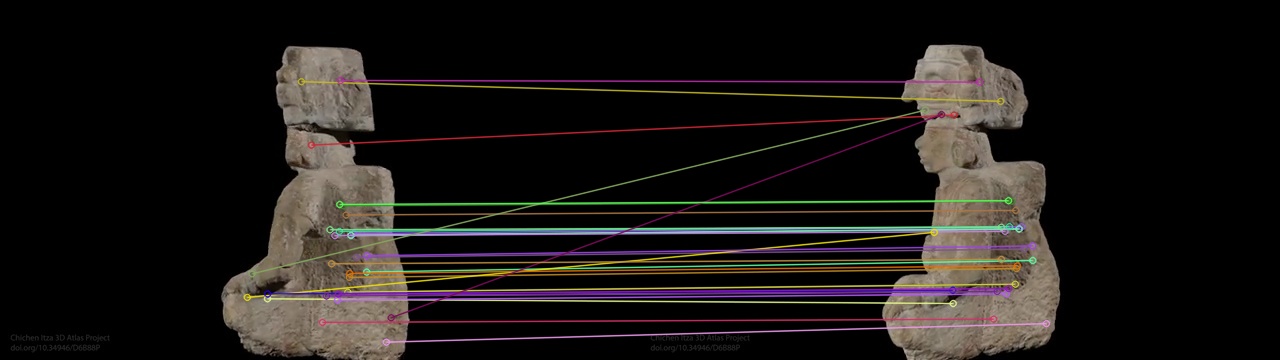 Chichen Itza 3D Atlas Project
doi.org/10.34946/D6B88P
Chichen Itza 3D Atlas Project
doi.org/10.34946/D6B88P